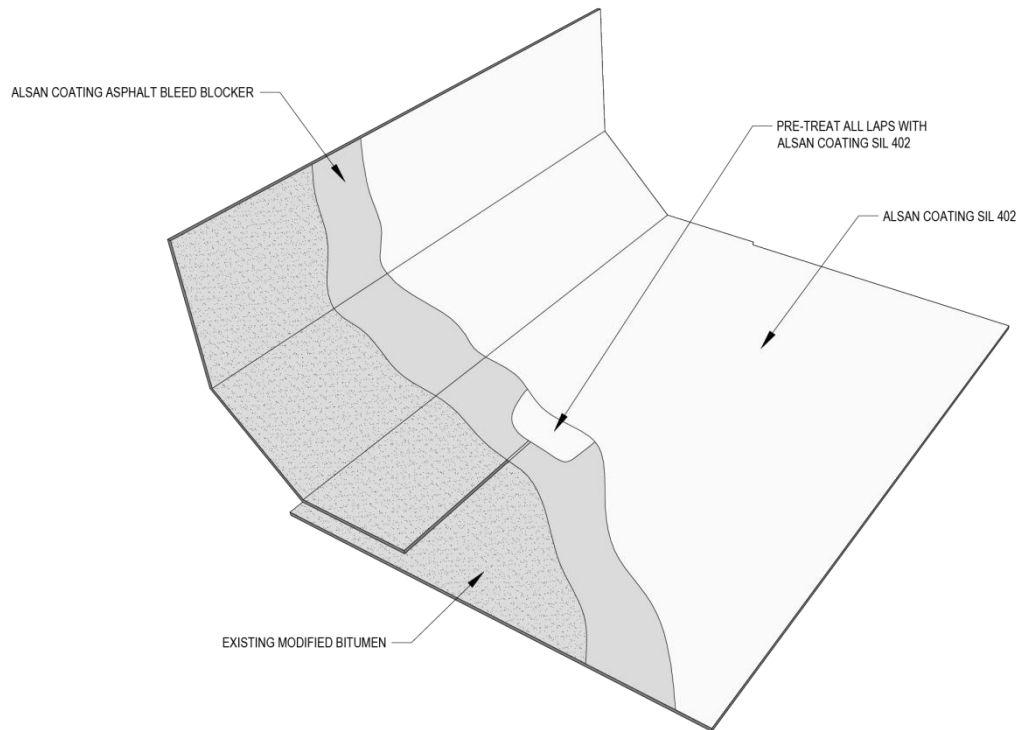 ALSAN COATING ASPHALT BLEED BLOCKER
PRE-TREAT ALL LAPS WITH
ALSAN COATING SIL 402
ALSAN COATING SIL 402
EXISTING MODIFIED BITUMEN